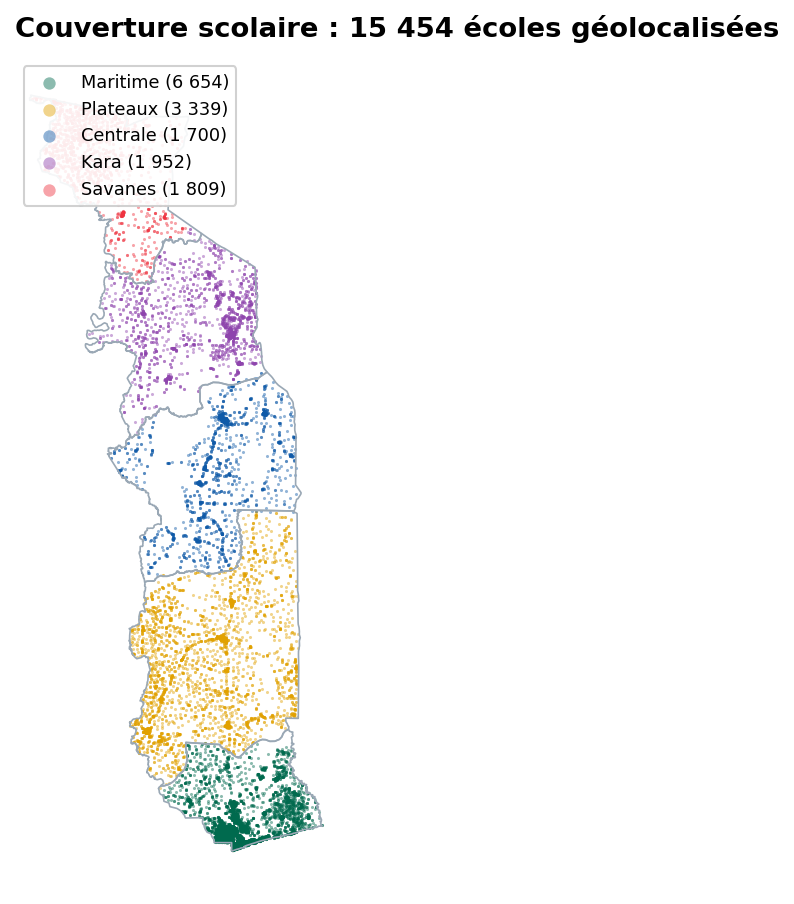 Couverture scolaire : 15 454 écoles géolocalisées
Maritime (6 654)
Plateaux (3 339)
Centrale (1 700)
Kara (1 952)
Savanes (1 809)